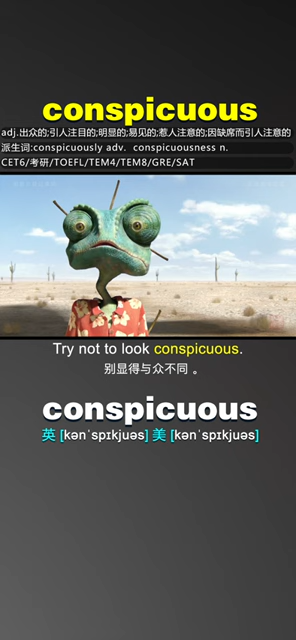 conspicuous
adj.出众的;引人注目的;明显的;易见的;惹人注意的;因缺席而引人注意的
派生词:conspicuously adv.  conspicuousness n.
CET6/考研/TOEFL/TEM4/TEM8/GRE/SAT
Try not to look conspicuous.
别显得与众不同 。
conspicuous
英 [kənˈspɪkjuəs] 美 [kənˈspɪkjuəs]